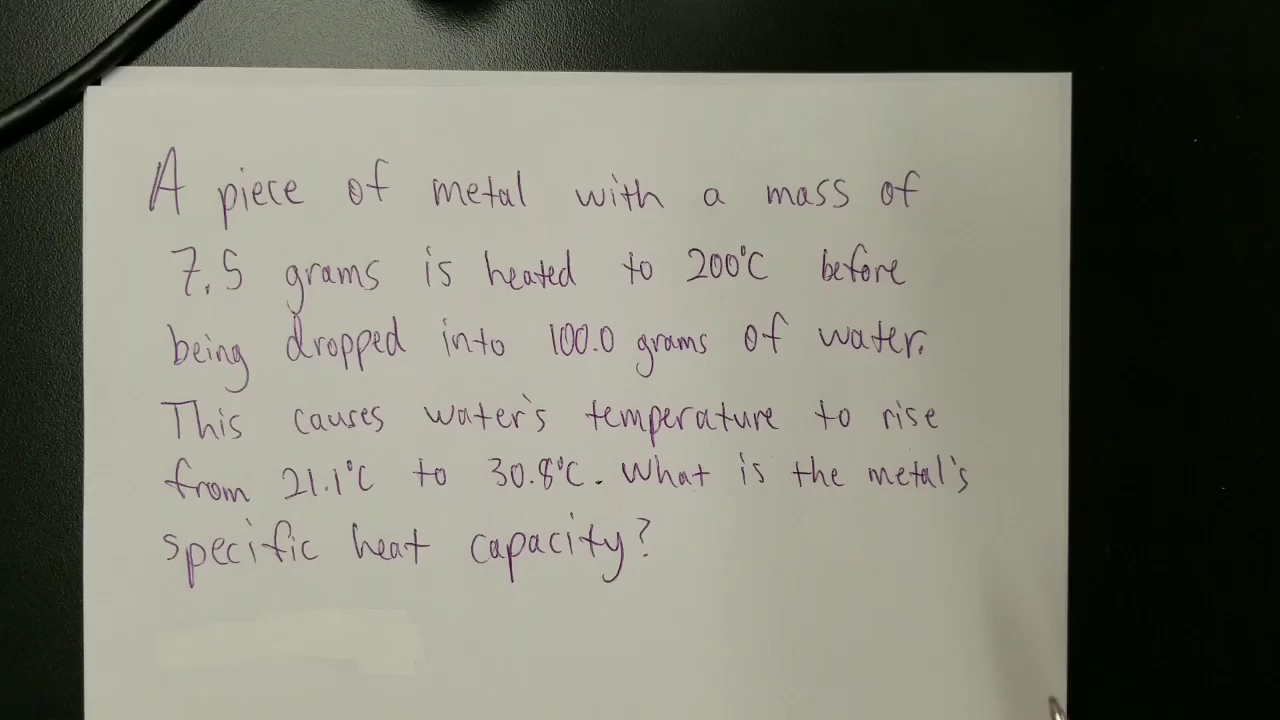 A piece of metal with a mass of
7.5 grams is heated to 200°C before
being dropped into 100.0 grams of water.
This causes water's temperature to rise
from 21.1°C to 30.8°C. What is the metal's
specific heat capacity?